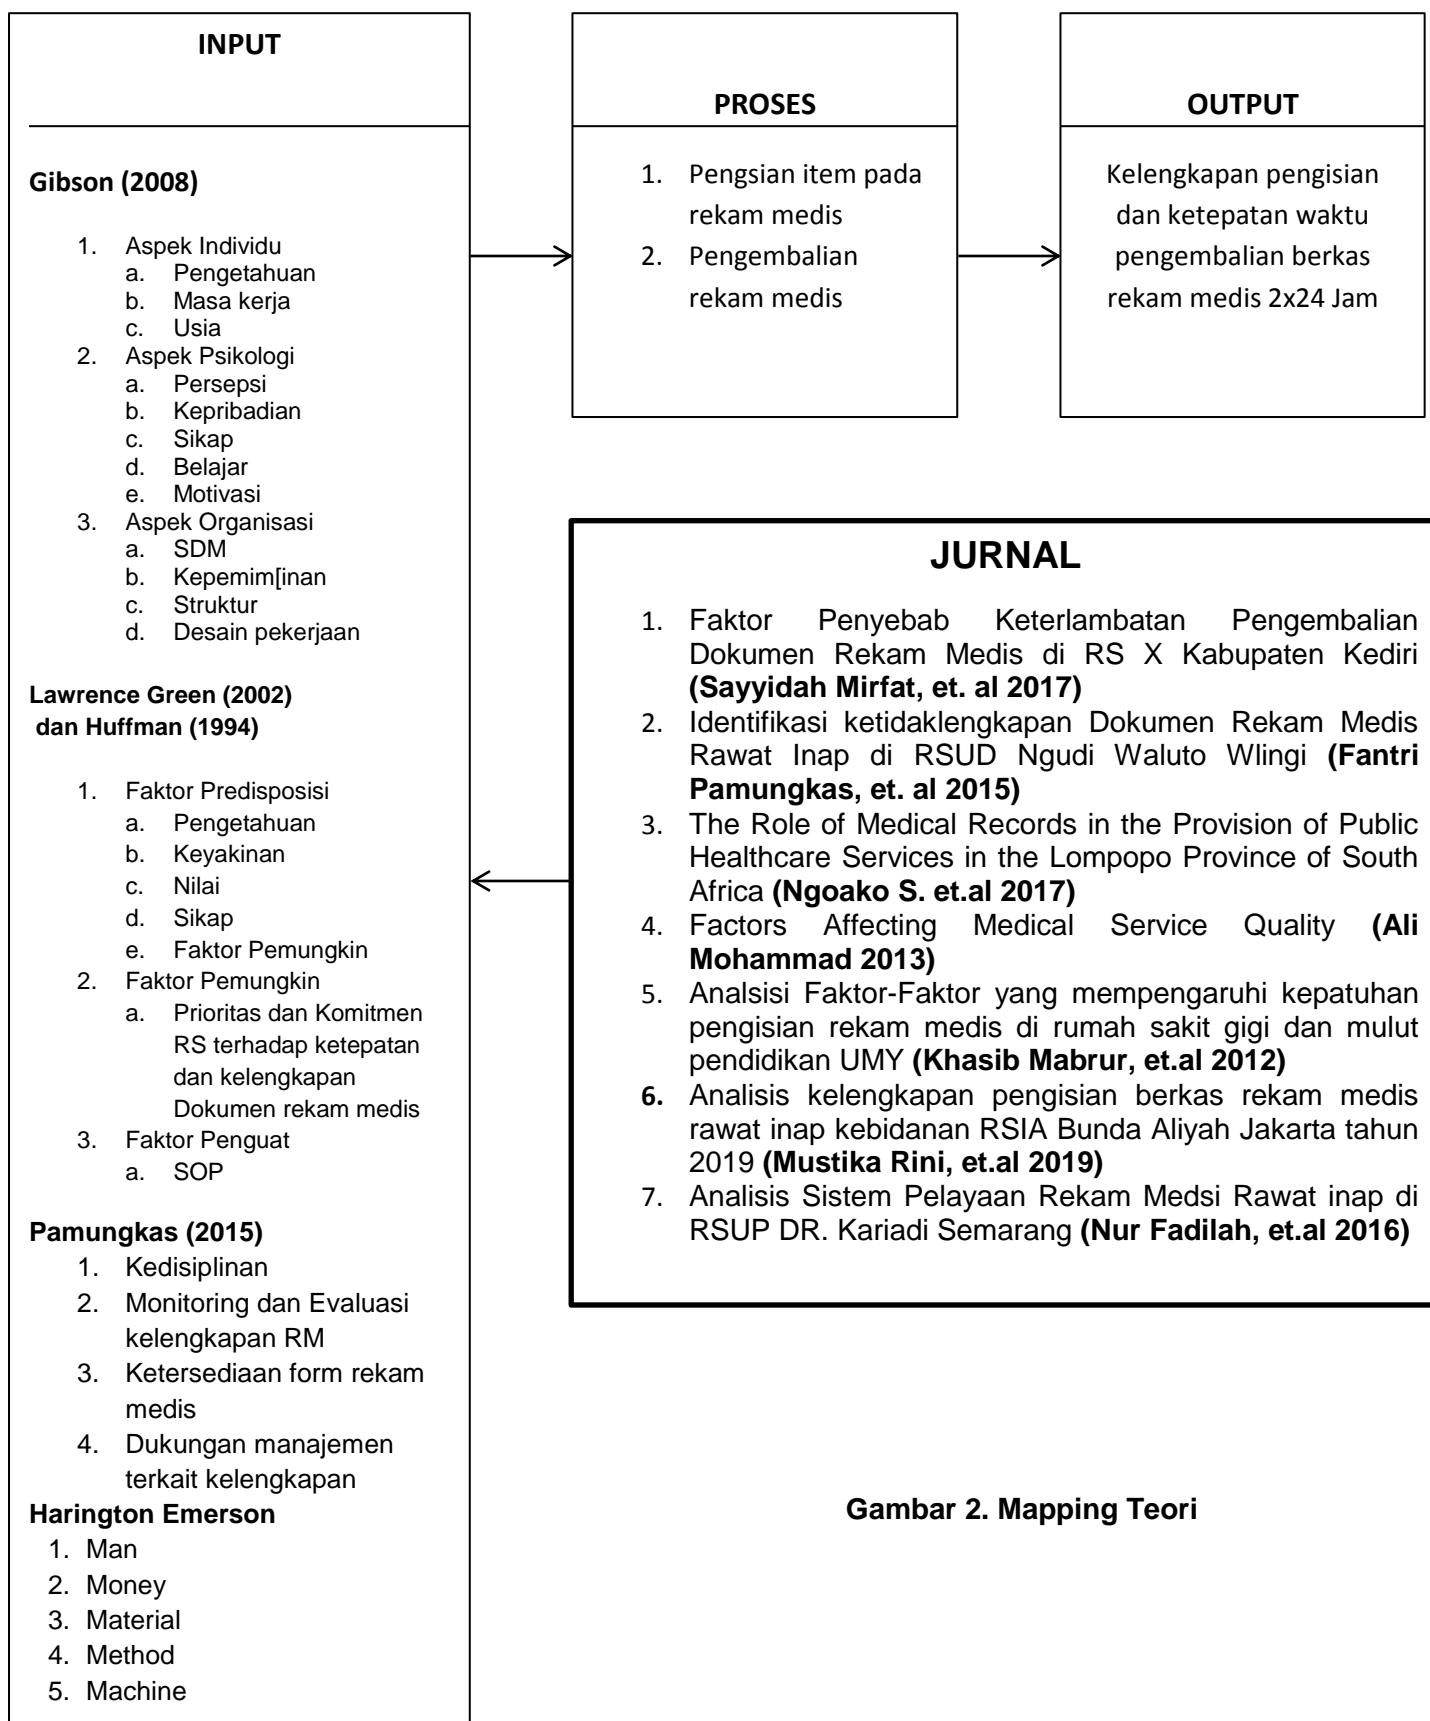 INPUT
Gibson (2008)
1. Aspek Individu
a. Pengetahuan
b. Masa kerja
c. Usia
2. Aspek Psikologi
a. Persepsi
b. Kepribadian
c. Sikap
d. Belajar
e. Motivasi
3. Aspek Organisasi
a. SDM
b. Kepemim[inan
c. Struktur
d. Desain pekerjaan
Lawrence Green (2002)
dan Huffman (1994)
1. Faktor Predisposisi
a. Pengetahuan
b. Keyakinan
c. Nilai
d. Sikap
e. Faktor Pemungkin
2. Faktor Pemungkin
a. Prioritas dan Komitmen
RS terhadap ketepatan
dan kelengkapan
Dokumen rekam medis
3. Faktor Penguat
a. SOP
Pamungkas (2015)
1. Kedisiplinan
2. Monitoring dan Evaluasi
kelengkapan RM
3. Ketersediaan form rekam
medis
4. Dukungan manajemen
terkait kelengkapan
Harington Emerson
1. Man
2. Money
3. Material
4. Method
5. Machine
PROSES
1. Pengsian item pada
rekam medis
2. Pengembalian
rekam medis
OUTPUT
Kelengkapan pengisian
dan ketepatan waktu
pengembalian berkas
rekam medis 2x24 Jam
JURNAL
1. Faktor Penyebab Keterlambatan Pengembalian
Dokumen Rekam Medis di RS X Kabupaten Kediri
(Sayyidah Mirfat, et. al 2017)
2. Identifikasi ketidaklengkapan Dokumen Rekam Medis
Rawat Inap di RSUD Ngudi Waluto Wlingi (Fantri
Pamungkas, et. al 2015)
3. The Role of Medical Records in the Provision of Public
Healthcare Services in the Lompopo Province of South
Africa (Ngoako S. et.al 2017)
4. Factors Affecting Medical Service Quality (Ali
Mohammad 2013)
5. Analsisi Faktor-Faktor yang mempengaruhi kepatuhan
pengisian rekam medis di rumah sakit gigi dan mulut
pendidikan UMY (Khasib Mabrur, et.al 2012)
6. Analisis kelengkapan pengisian berkas rekam medis
rawat inap kebidanan RSIA Bunda Aliyah Jakarta tahun
2019 (Mustika Rini, et.al 2019)
7. Analisis Sistem Pelayaan Rekam Medsi Rawat inap di
RSUP DR. Kariadi Semarang (Nur Fadilah, et.al 2016)
Gambar 2. Mapping Teori